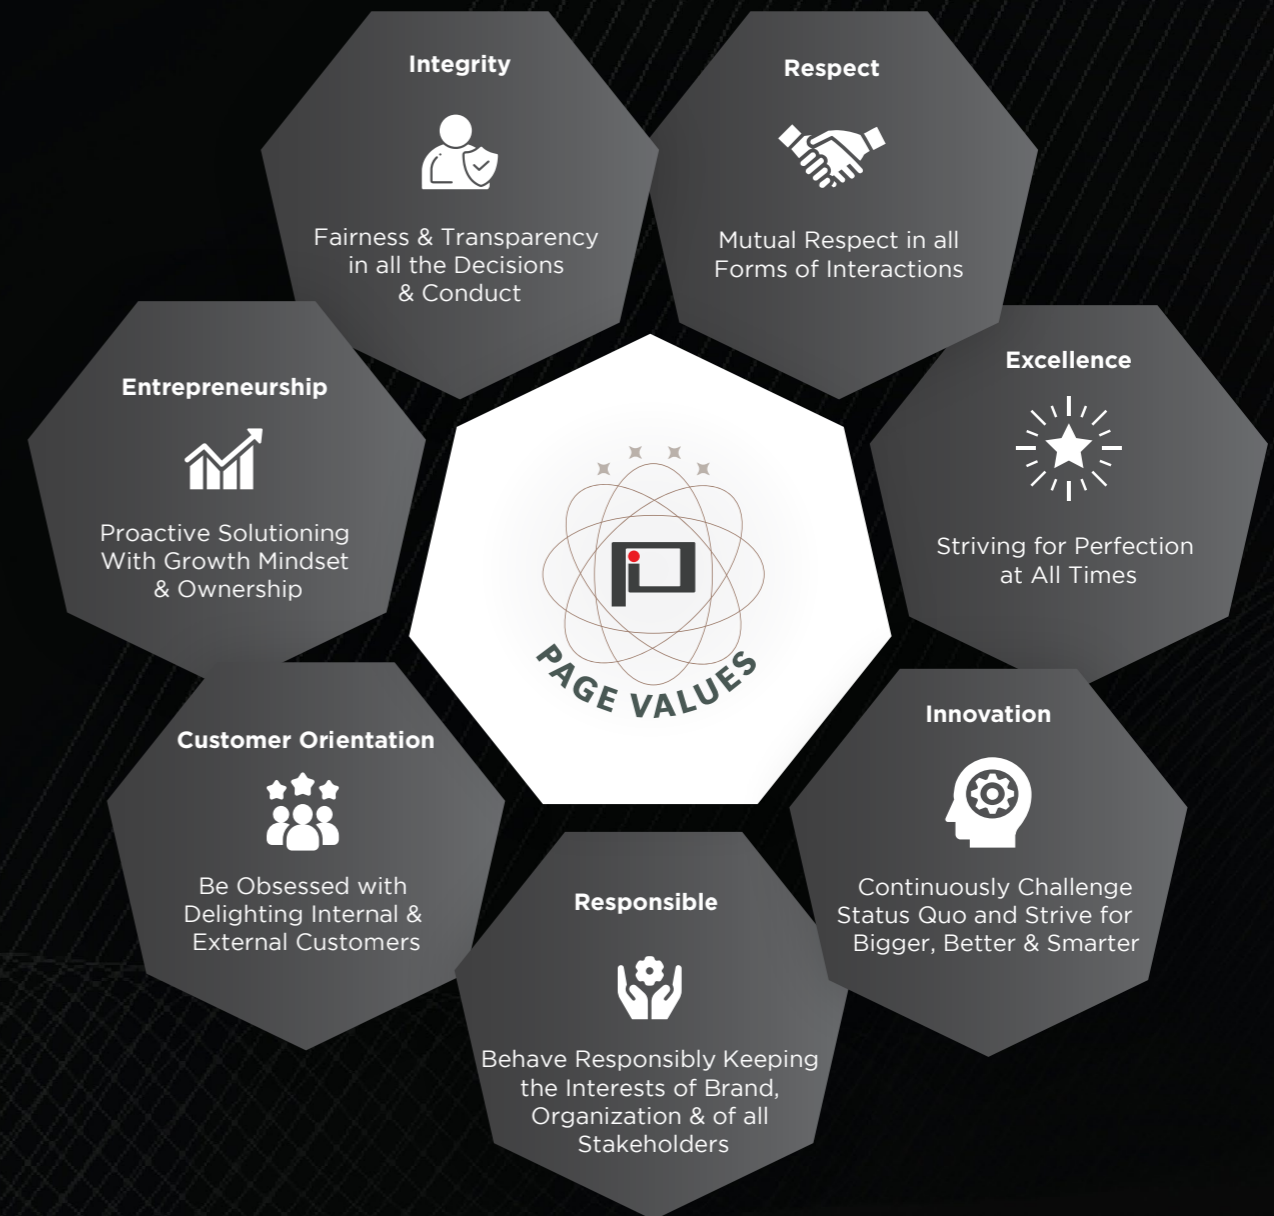 Integrity
Fairness & Transparency
in all the Decisions
& Conduct
Respect
Mutual Respect in all
Forms of Interactions
Excellence
Striving for Perfection
at All Times
Innovation
Continuously Challenge
Status Quo and Strive for
Bigger, Better & Smarter
Responsible
Behave Responsibly Keeping
the Interests of Brand,
Organization & of all
Stakeholders
Customer Orientation
Be Obsessed with
Delighting Internal &
External Customers
Entrepreneurship
Proactive Solutioning
With Growth Mindset
& Ownership
PAGE VALUES